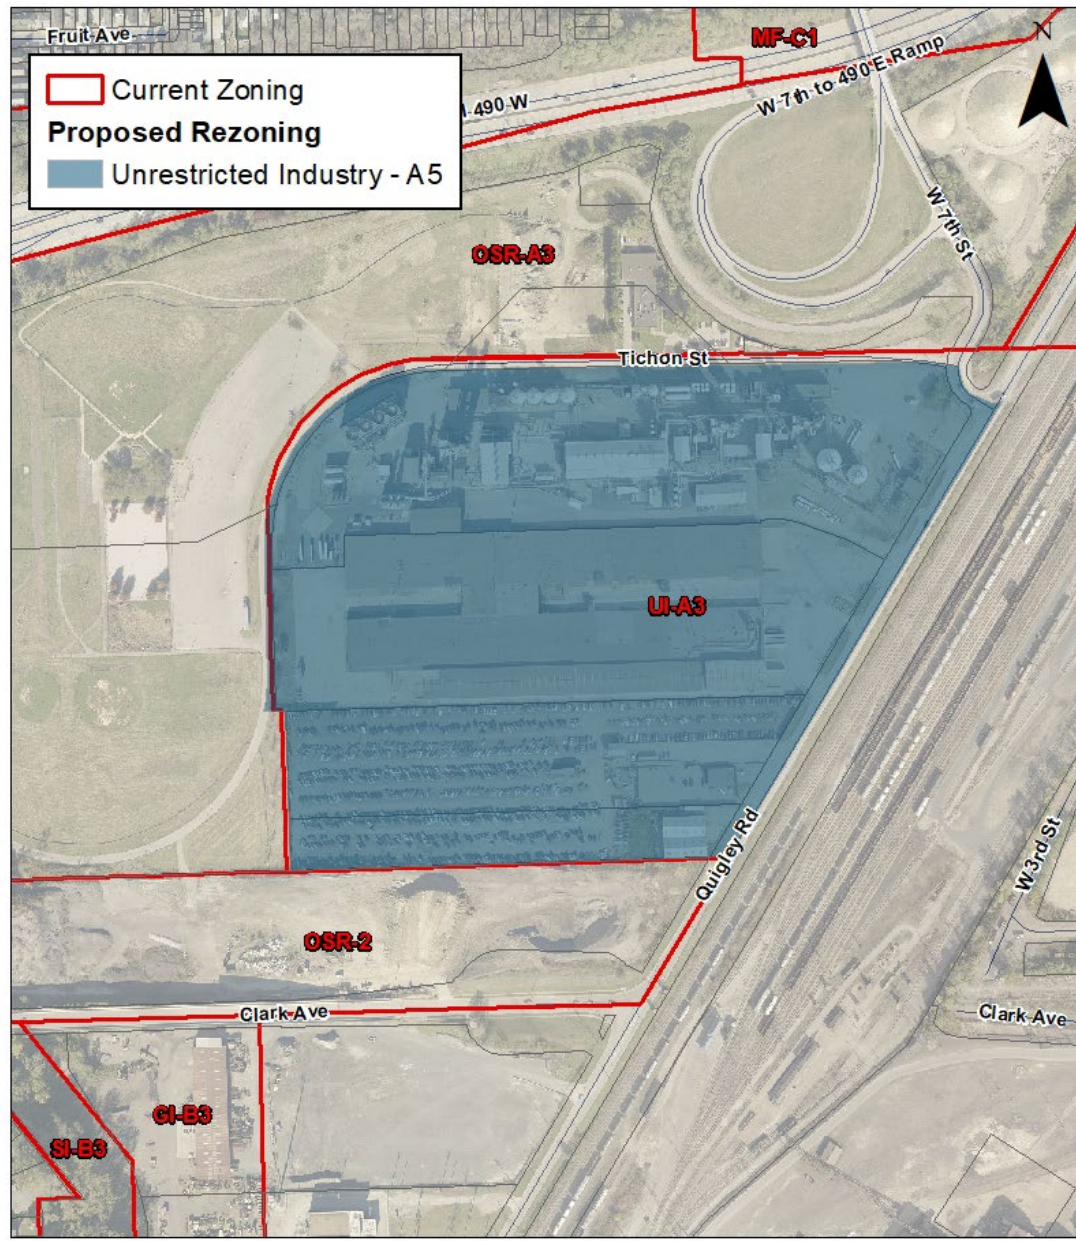 Fruit Ave
MF-C1
N
Current Zoning
Proposed Rezoning
Unrestricted Industry - A5
I-490 W
W 7th to 490 E Ramp
W 7th St
OSR-A3
Tichon St
UI-A3
Quigley Rd
W 3rd St
OSR-2
Clark Ave
Clark Ave
GI-B3
SI-B3